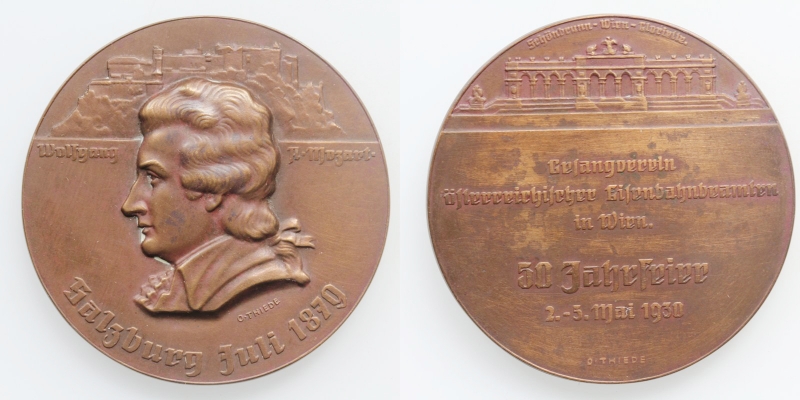 Wolfgang A. Mozart.
O. THIEDE
Salzburg Juli 1879
Schönbrunn-Wien-Gloriette.
Gesangverein
österreichischer Eisenbahnbeamten
in Wien.
50 Jahrfeier
2.-5. Mai 1930
O. THIEDE